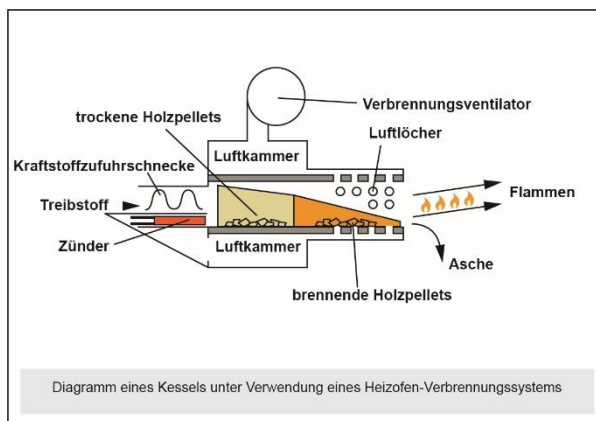 Verbrennungsventilator
trockene Holzpellets
Luftlöcher
Luftkammer
Kraftstoffzufuhrschnecke
Flammen
Treibstoff
Zünder
Luftkammer
Asche
brennende Holzpellets
Diagramm eines Kessels unter Verwendung eines Heizofen-Verbrennungssystems